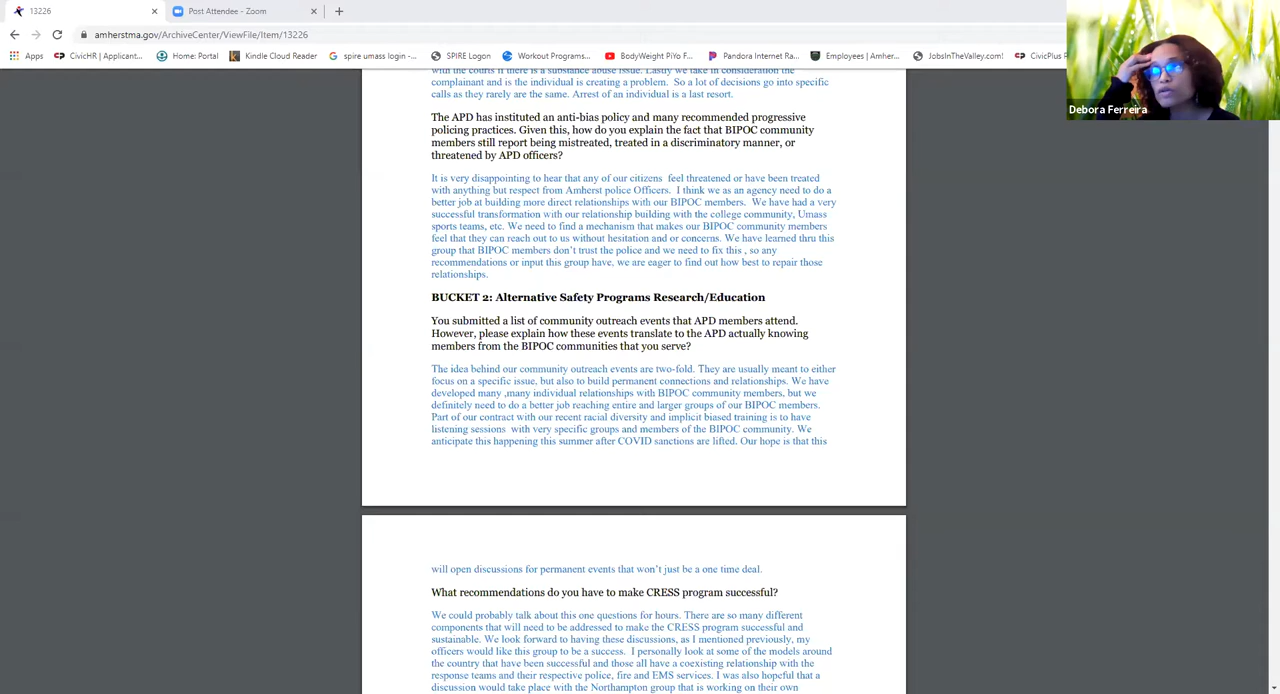 13226
Post Attendee - Zoom
amherstma.gov/ArchiveCenter/ViewFile/Item/13226
Apps
CivicHR | Applicant...
Home: Portal
Kindle Cloud Reader
spire umass login -...
SPIRE Logon
Workout Programs...
BodyWeight PiYo F...
Pandora Internet Ra...
Employees | Amher...
JobsInTheValley.com!
CivicPlus R
Debora Ferreira
with the courts if there is a substance abuse issue. Lastly we take in consideration the
complainant and is the individual is creating a problem.  So a lot of decisions go into specific
calls as they rarely are the same. Arrest of an individual is a last resort.
The APD has instituted an anti-bias policy and many recommended progressive
policing practices. Given this, how do you explain the fact that BIPOC community
members still report being mistreated, treated in a discriminatory manner, or
threatened by APD officers?
It is very disappointing to hear that any of our citizens  feel threatened or have been treated
with anything but respect from Amherst police Officers.  I think we as an agency need to do a
better job at building more direct relationships with our BIPOC members.  We have had a very
successful transformation with our relationship building with the college community, Umass
sports teams, etc. We need to find a mechanism that makes our BIPOC community members
feel that they can reach out to us without hesitation and or concerns. We have learned thru this
group that BIPOC members don't trust the police and we need to fix this , so any
recommendations or input this group have, we are eager to find out how best to repair those
relationships.
BUCKET 2: Alternative Safety Programs Research/Education
You submitted a list of community outreach events that APD members attend.
However, please explain how these events translate to the APD actually knowing
members from the BIPOC communities that you serve?
The idea behind our community outreach events are two-fold. They are usually meant to either
focus on a specific issue, but also to build permanent connections and relationships. We have
developed many ,many individual relationships with BIPOC community members, but we
definitely need to do a better job reaching entire and larger groups of our BIPOC members.
Part of our contract with our recent racial diversity and implicit biased training is to have
listening sessions  with very specific groups and members of the BIPOC community. We
anticipate this happening this summer after COVID sanctions are lifted. Our hope is that this
will open discussions for permanent events that won't just be a one time deal.
What recommendations do you have to make CRESS program successful?
We could probably talk about this one questions for hours. There are so many different
components that will need to be addressed to make the CRESS program successful and
sustainable. We look forward to having these discussions, as I mentioned previously, my
officers would like this group to be a success.  I personally look at some of the models around
the country that have been successful and those all have a coexisting relationship with the
response teams and their respective police, fire and EMS services. I was also hopeful that a
discussion would take place with the Northampton group that is working on their own